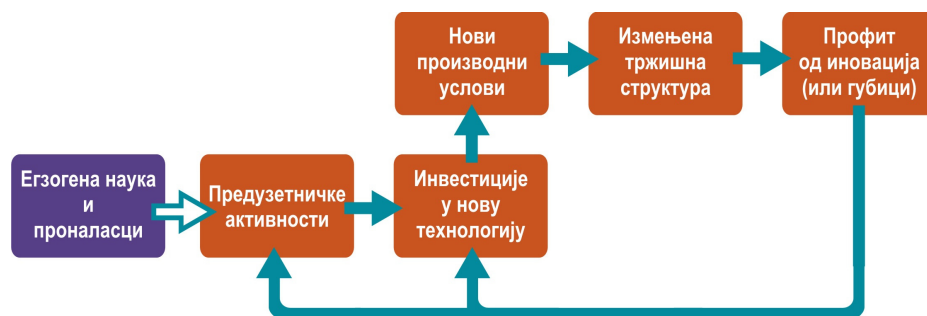 Нови
производни
услови
Измењена
тржишна
структура
Профит
од иновација
(или губици)
Егзогена наука
и
проналасци
Предузетничке
активности
Инвестиције
у нову
технологију